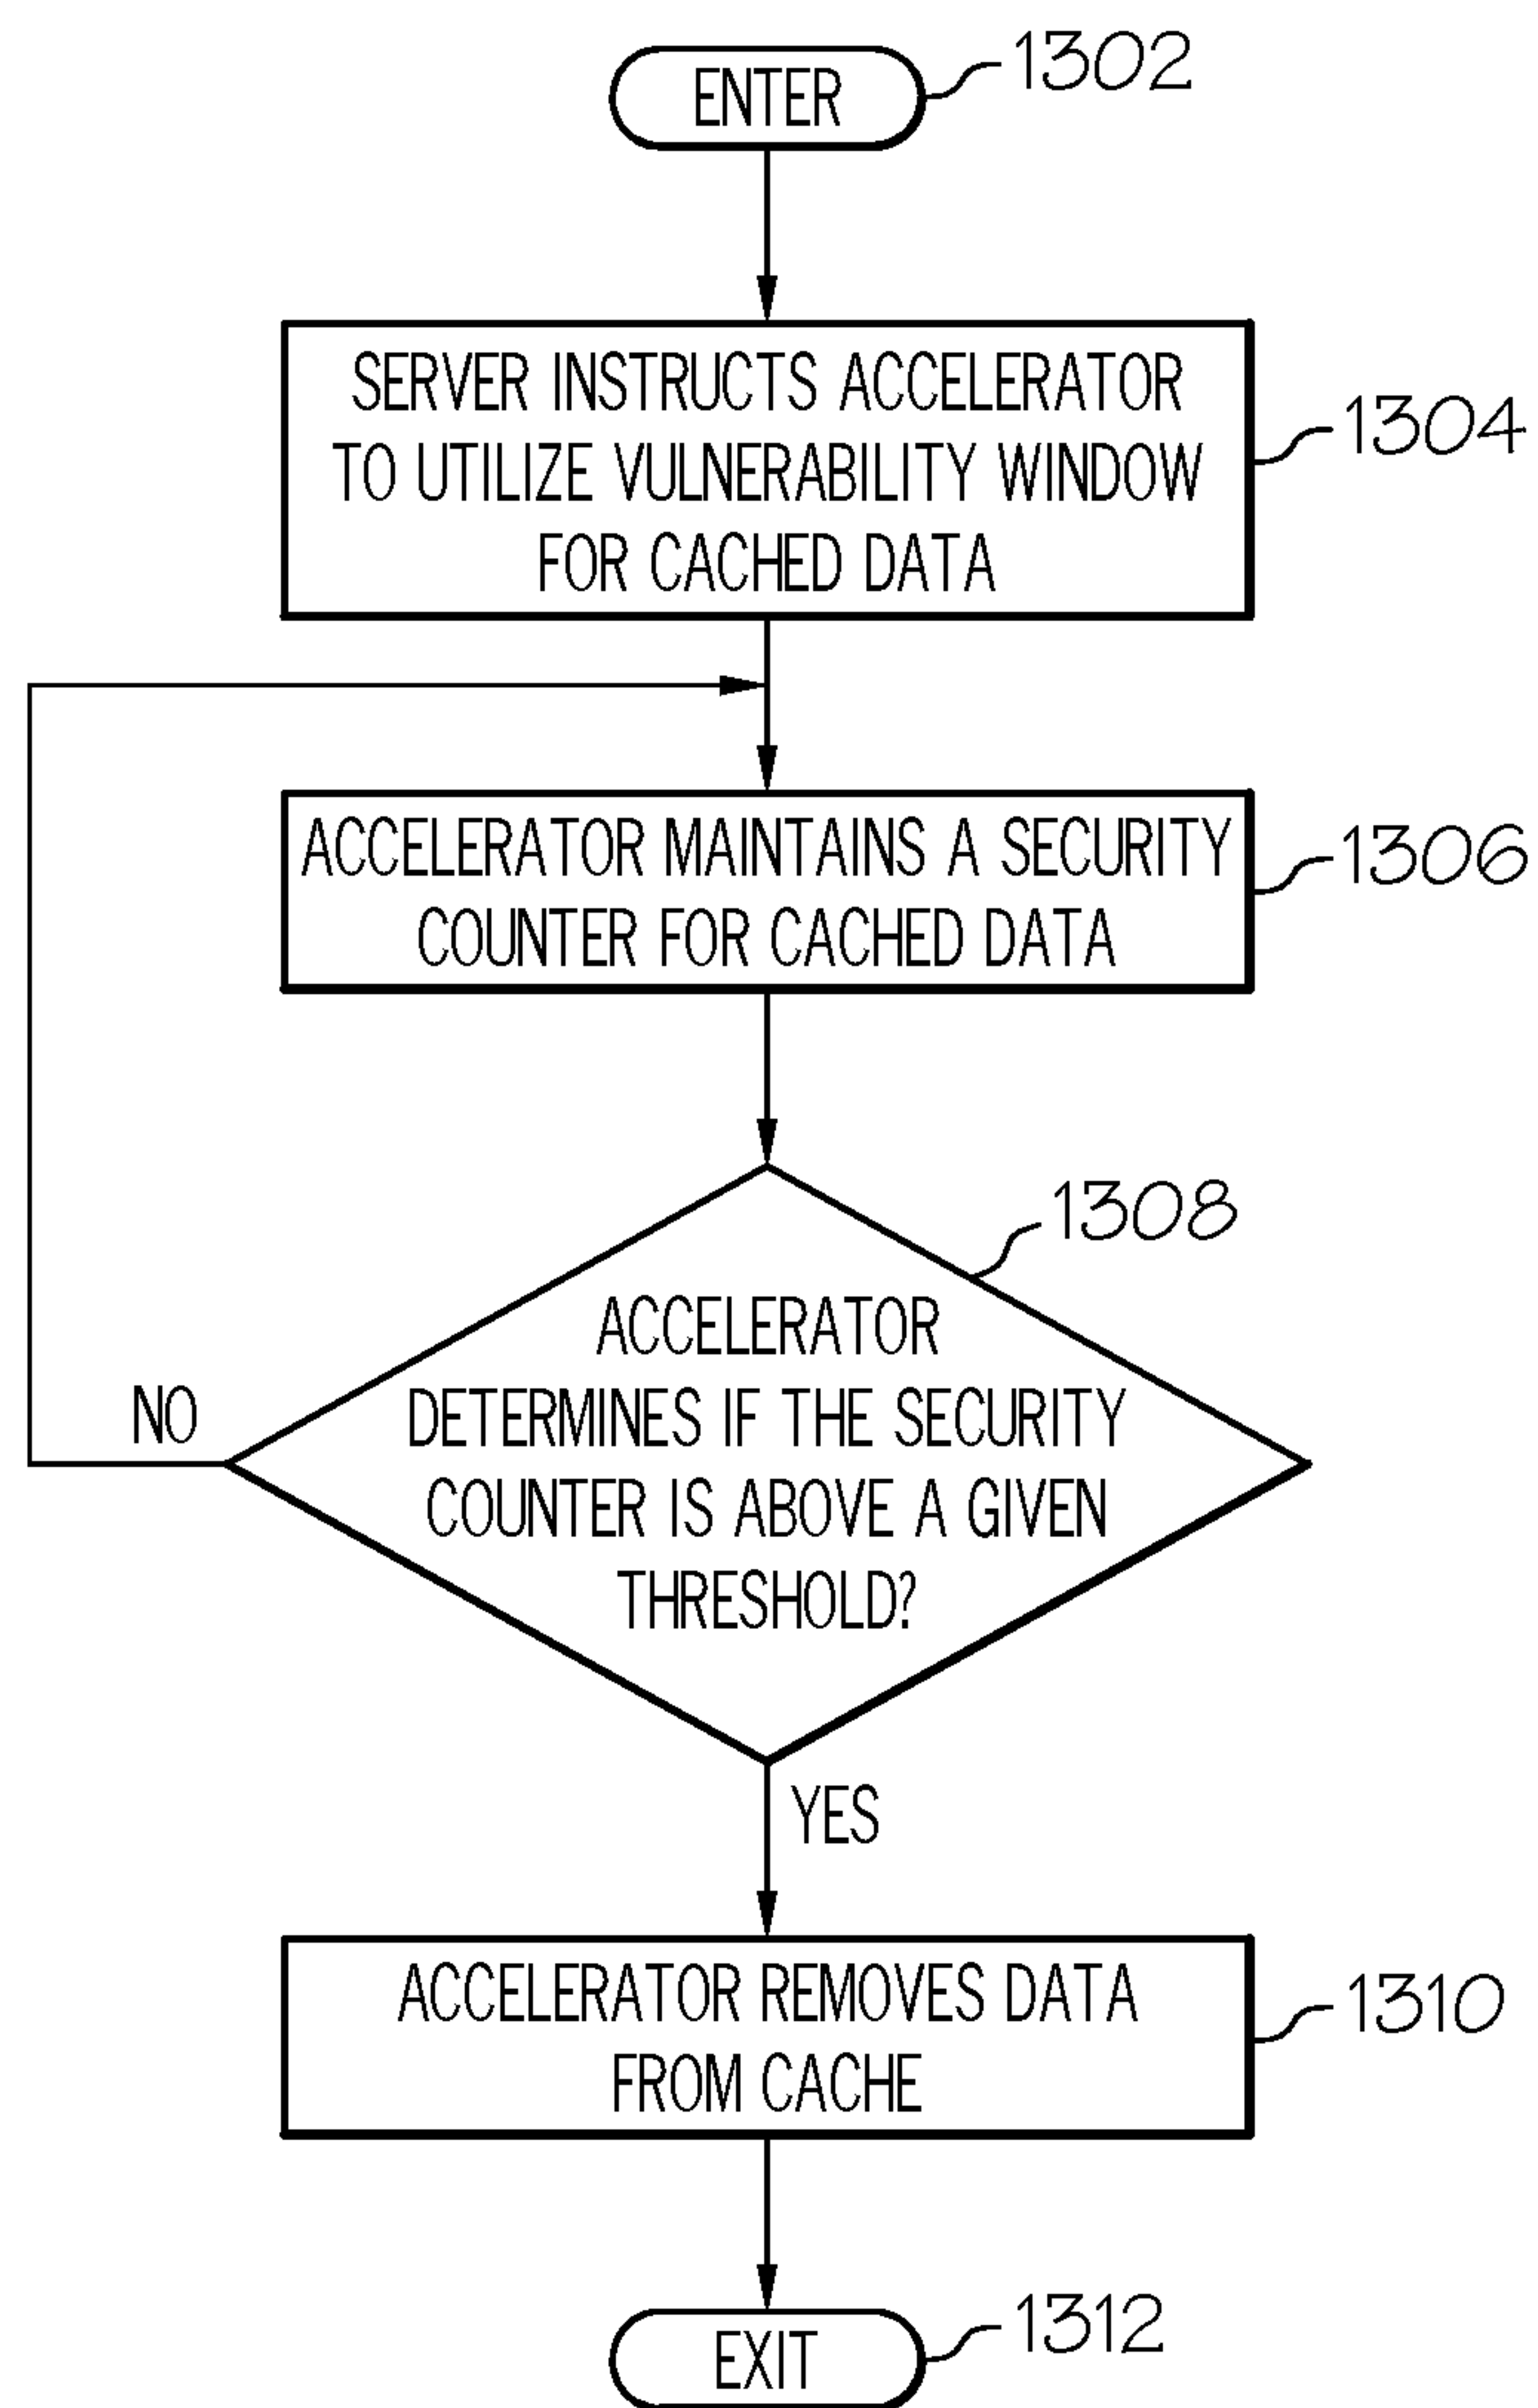 ENTER
1302
SERVER INSTRUCTS ACCELERATOR
TO UTILIZE VULNERABILITY WINDOW
FOR CACHED DATA
1304
ACCELERATOR MAINTAINS A SECURITY
COUNTER FOR CACHED DATA
1306
1308
ACCELERATOR
DETERMINES IF THE SECURITY
COUNTER IS ABOVE A GIVEN
THRESHOLD?
NO
YES
ACCELERATOR REMOVES DATA
FROM CACHE
1310
EXIT
1312